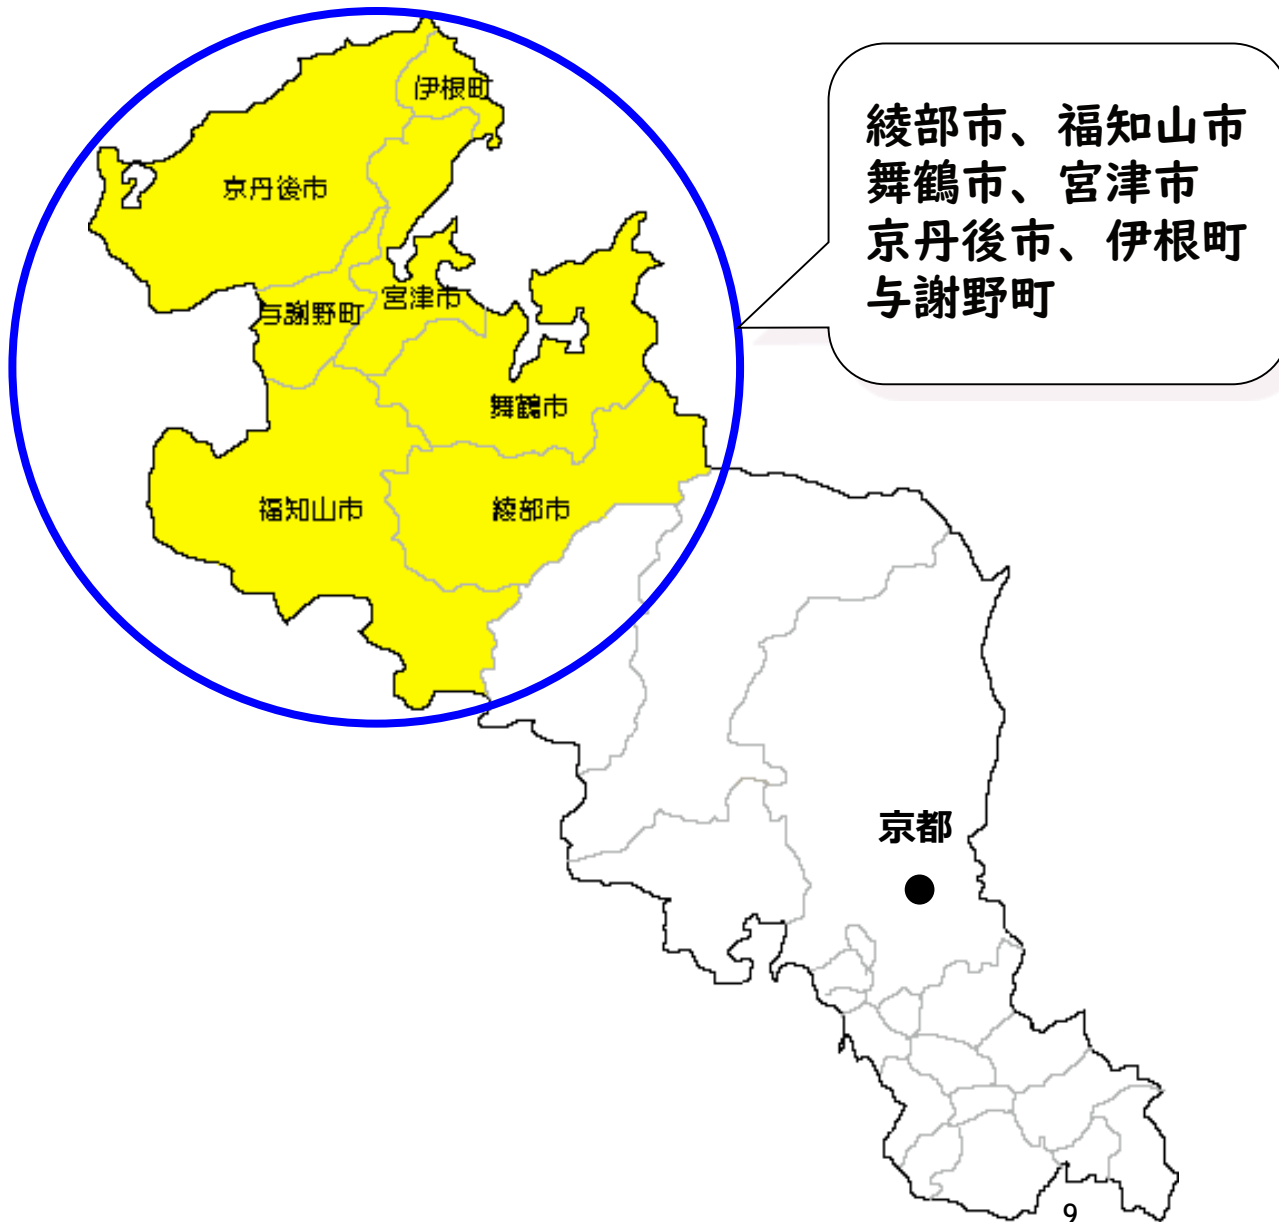 伊根町
京丹後市
与謝野町
宮津市
舞鶴市
福知山市
綾部市
綾部市、福知山市
舞鶴市、宮津市
京丹後市、伊根町
与謝野町
京都
9